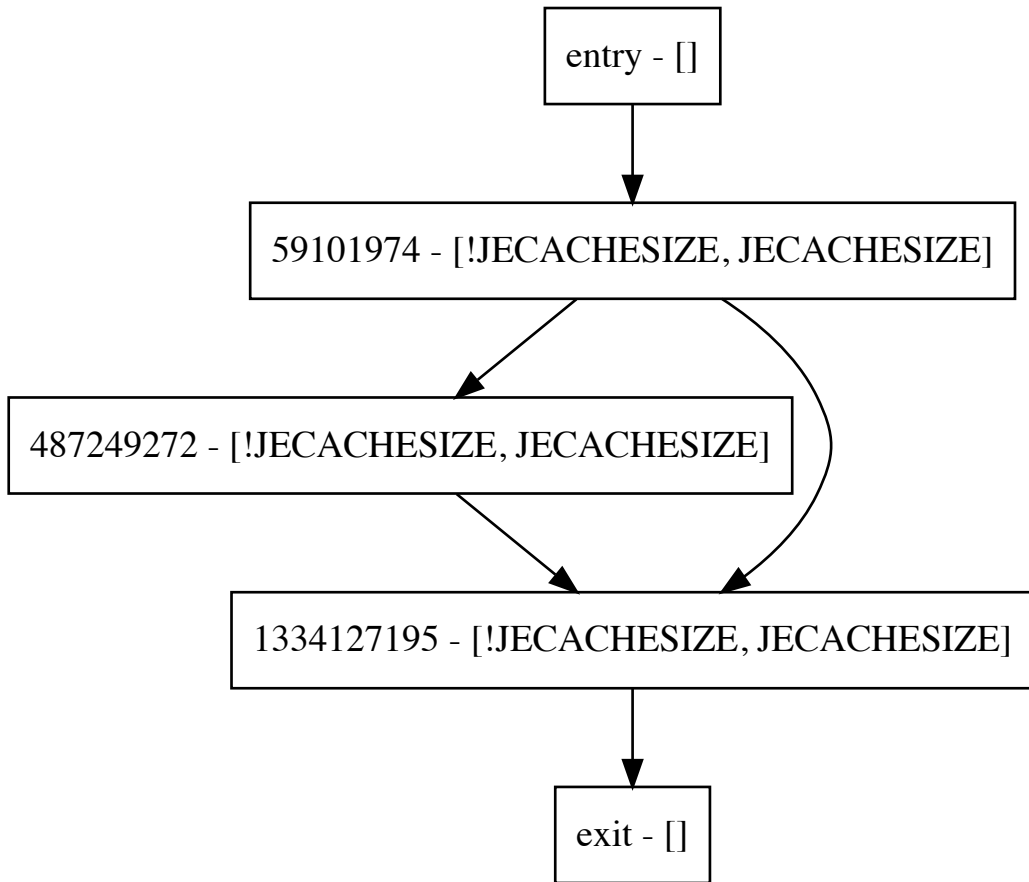 entry - []
59101974 - [!JECACHESIZE, JECACHESIZE]
487249272 - [!JECACHESIZE, JECACHESIZE]
1334127195 - [!JECACHESIZE, JECACHESIZE]
exit - []